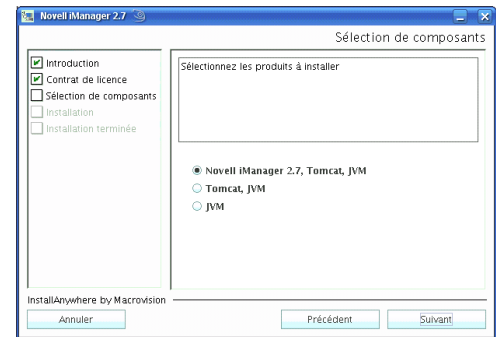 Novell iManager 2.7
Sélection de composants
Introduction
Contrat de licence
Sélection de composants
Installation
Installation terminée
Sélectionnez les produits à installer
Novell iManager 2.7, Tomcat, JVM
Tomcat, JVM
JVM
InstallAnywhere by Macrovision
Annuler
Précédent
Suivant